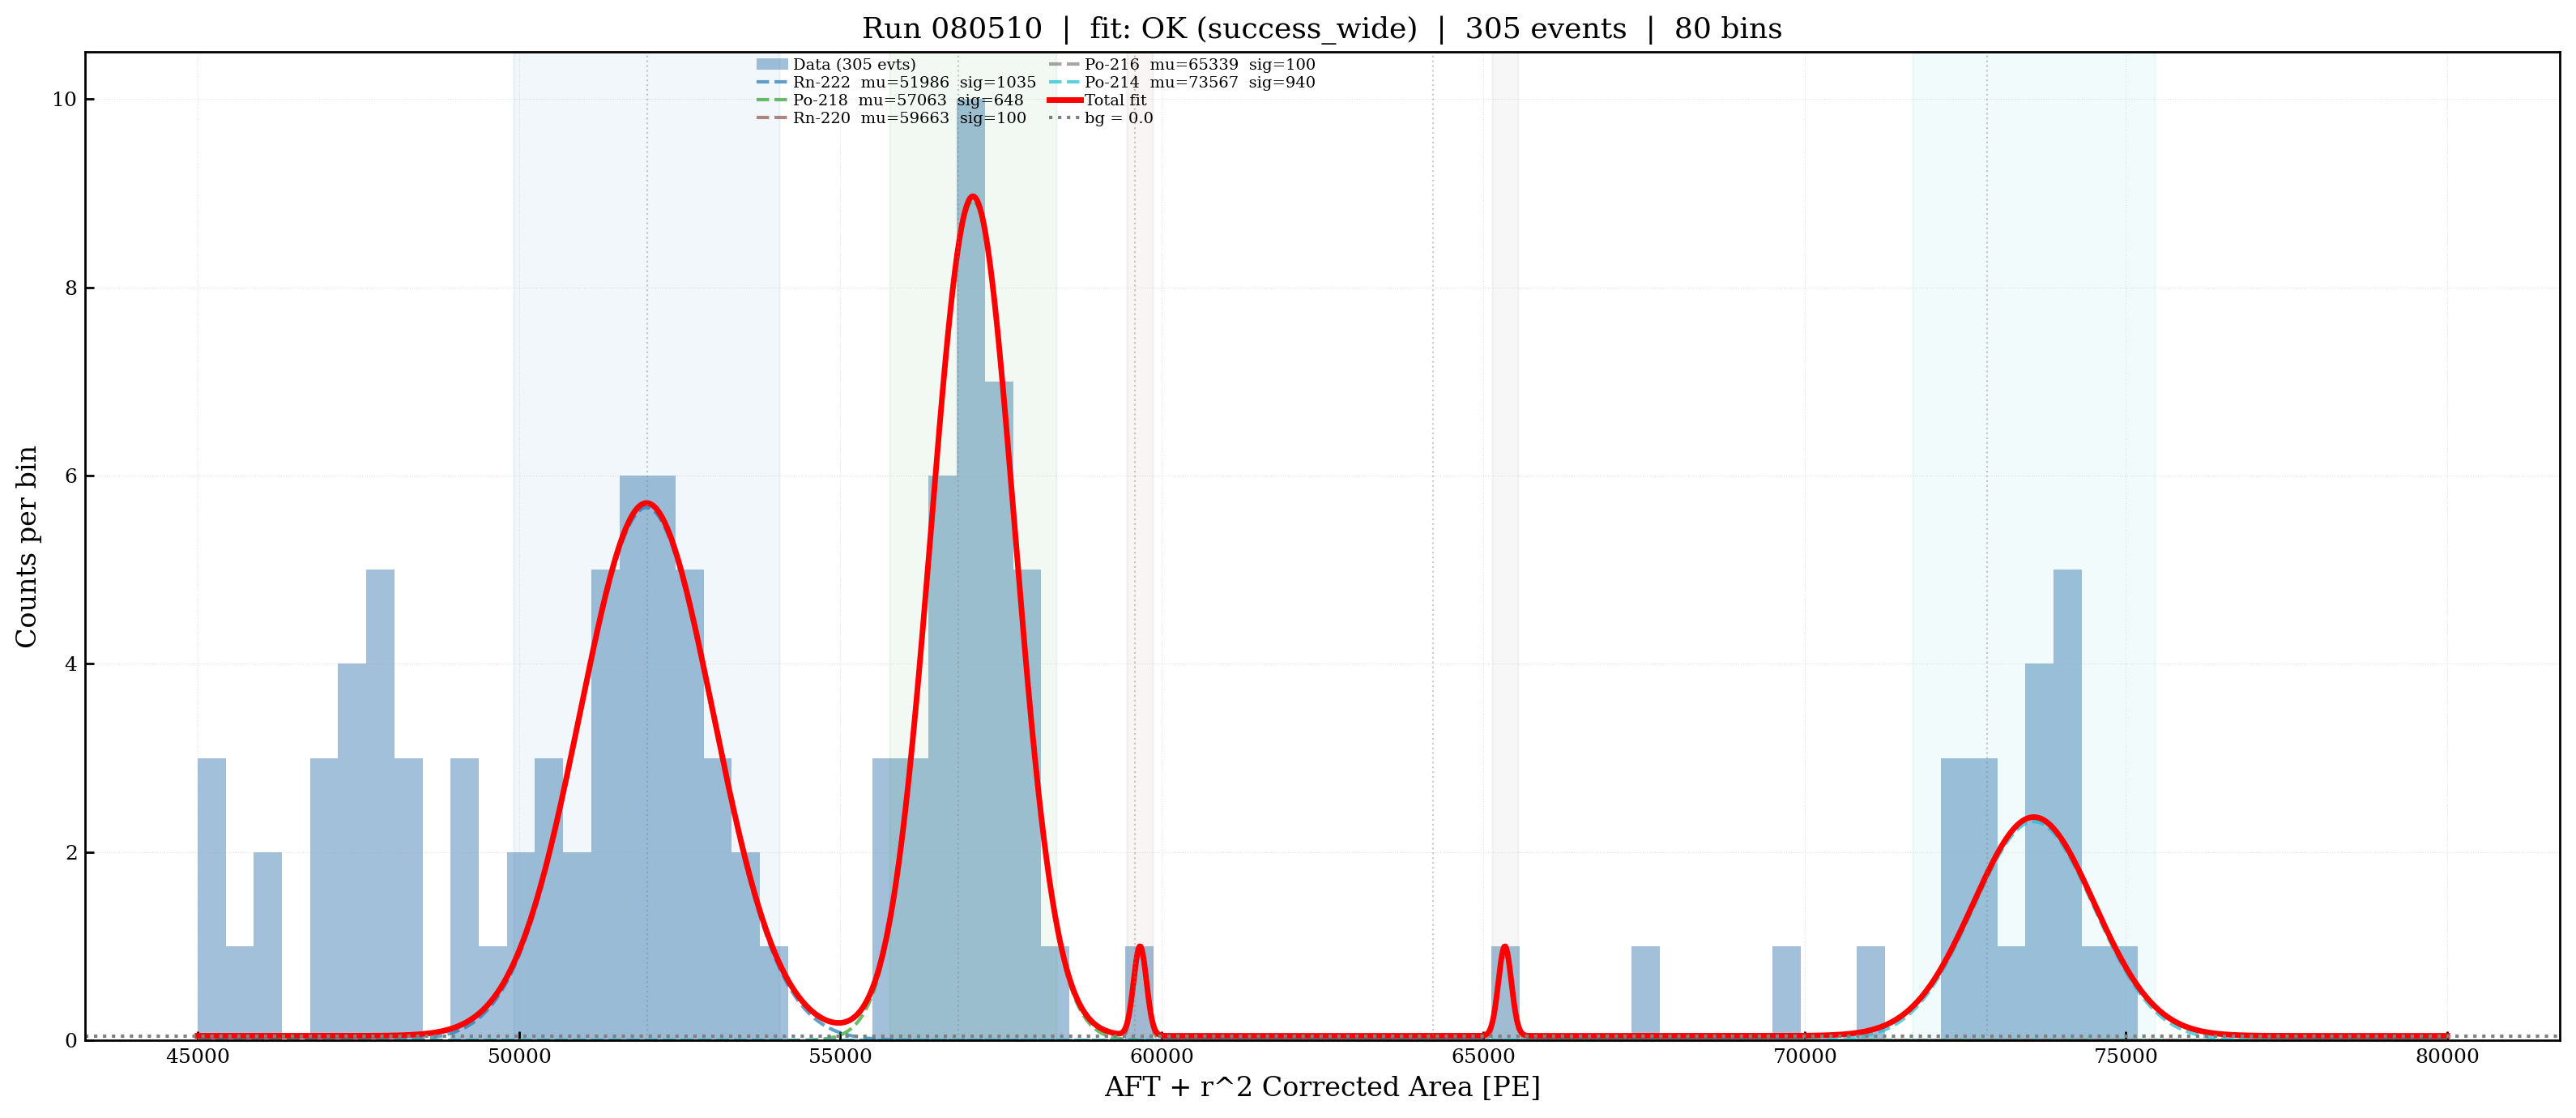 Run 080510 | fit: OK (success_wide) | 305 events | 80 bins
Data (305 evts)
Rn-222 mu=51986 sig=1035
Po-218 mu=57063 sig=648
Rn-220 mu=59663 sig=100
Po-216 mu=65339 sig=100
Po-214 mu=73567 sig=940
Total fit
bg = 0.0
Counts per bin
10
8
6
4
2
0
45000 50000 55000 60000 65000 70000 75000 80000
AFT + r^2 Corrected Area [PE]